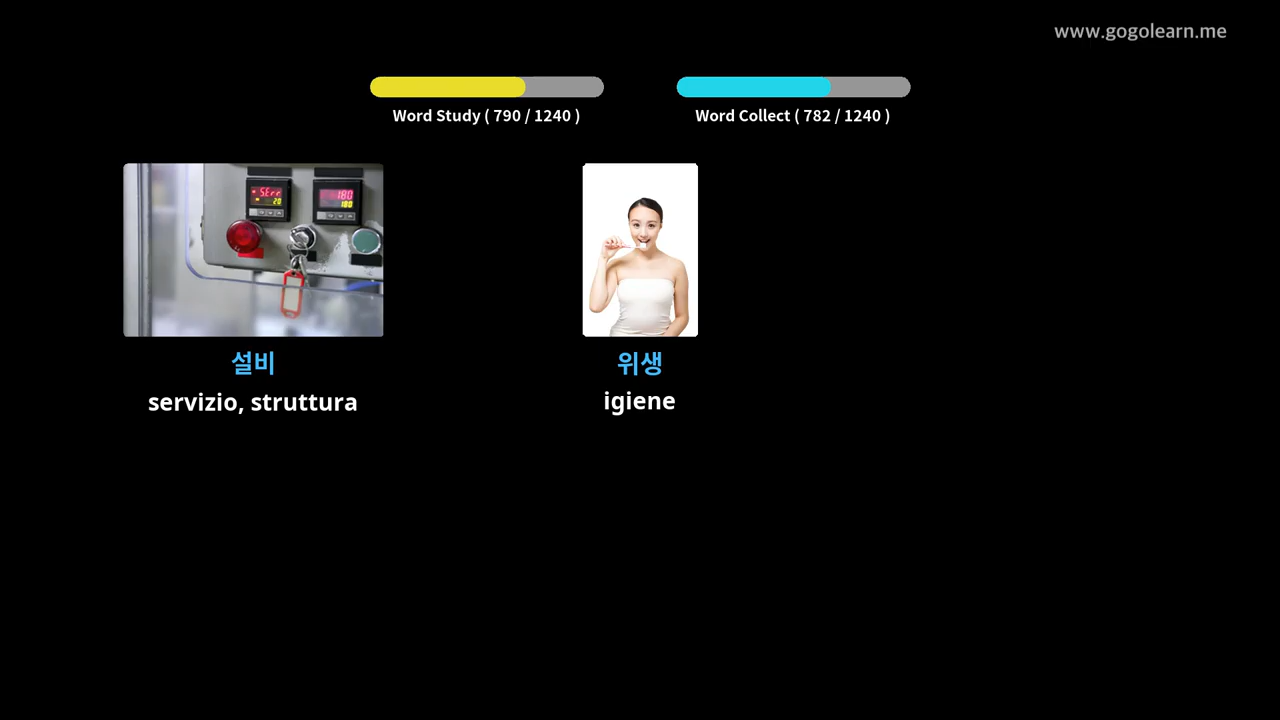 www.gogolearn.me
Word Study ( 790 / 1240 )
Word Collect ( 782 / 1240 )
설비
servizio, struttura
위생
igiene